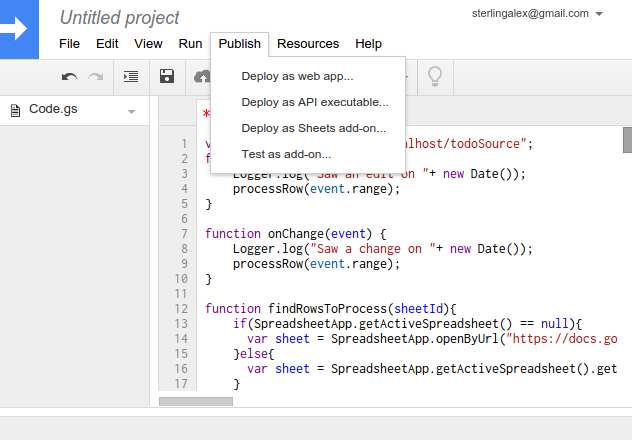 Untitled project
sterlingalex@gmail.com
File Edit View Run Publish Resources Help
Deploy as web app...
Deploy as API executable...
Deploy as Sheets add-on...
Test as add-on...
Code.gs
*
1 v lhost/todoSource";
2 f
3 Logger.log("Saw an edit on "+ new Date());
4 processRow(event.range);
5 }
6
7 function onChange(event) {
8 Logger.log("Saw a change on "+ new Date());
9 processRow(event.range);
10 }
11
12 function findRowsToProcess(sheetId){
13 if(SpreadsheetApp.getActiveSpreadsheet() == null){
14 var sheet = SpreadsheetApp.openByUrl("https://docs.go
15 }else{
16 var sheet = SpreadsheetApp.getActiveSpreadsheet().get
17 }